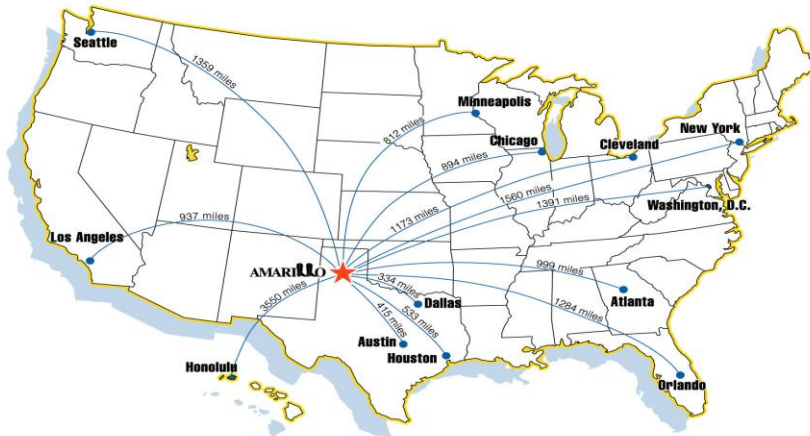 Seattle
1359 miles
Minneapolis
812 miles
Chicago
894 miles
Cleveland
New York
1173 miles
1560 miles
1391 miles
Washington, D.C.
937 miles
Los Angeles
AMARILLO
3550 miles
334 miles
999 miles
Dallas
Atlanta
533 miles
415 miles
1284 miles
Austin
Houston
Honolulu
Orlando